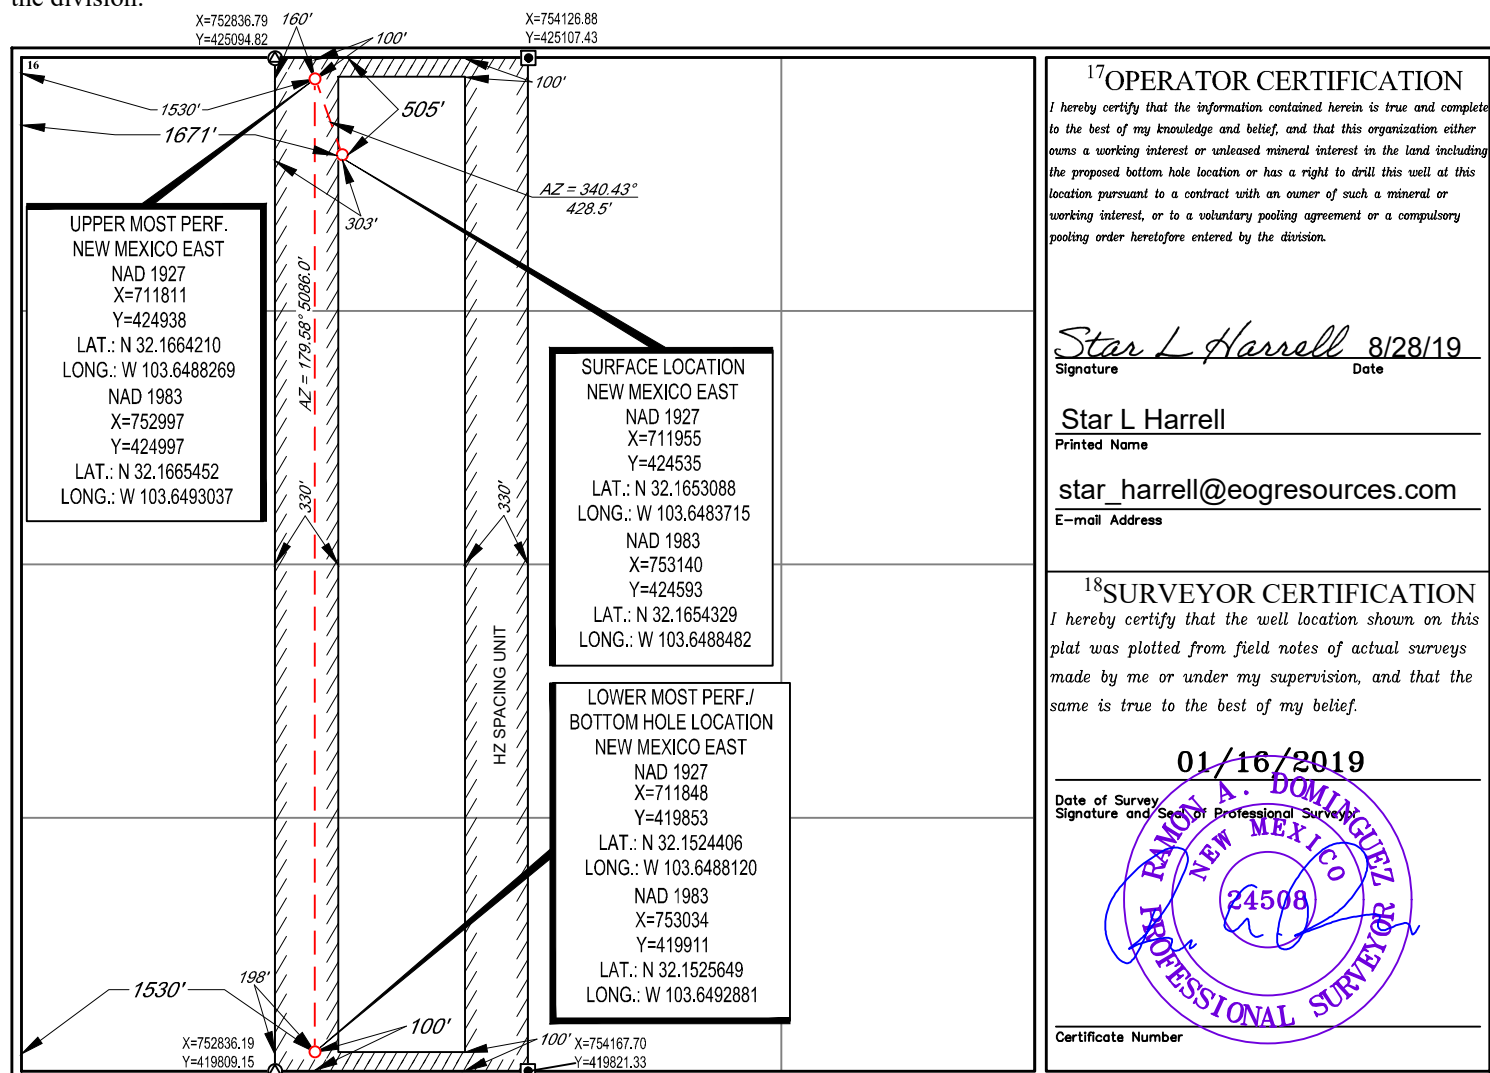 the division.
X=752836.79
Y=425094.82
160'
100'
X=754126.88
Y=425107.43
16
1530'
1671'
505'
100'
303'
AZ = 340.43°
428.5'
UPPER MOST PERF.
NEW MEXICO EAST
NAD 1927
X=711811
Y=424938
LAT.: N 32.1664210
LONG.: W 103.6488269
NAD 1983
X=752997
Y=424997
LAT.: N 32.1665452
LONG.: W 103.6493037
AZ = 179.58° 5086.0'
330'
330'
SURFACE LOCATION
NEW MEXICO EAST
NAD 1927
X=711955
Y=424535
LAT.: N 32.1653088
LONG.: W 103.6483715
NAD 1983
X=753140
Y=424593
LAT.: N 32.1654329
LONG.: W 103.6488482
HZ SPACING UNIT
LOWER MOST PERF./
BOTTOM HOLE LOCATION
NEW MEXICO EAST
NAD 1927
X=711848
Y=419853
LAT.: N 32.1524406
LONG.: W 103.6488120
NAD 1983
X=753034
Y=419911
LAT.: N 32.1525649
LONG.: W 103.6492881
1530'
198'
100'
100'
X=752836.19
Y=419809.15
X=754167.70
Y=419821.33
17OPERATOR CERTIFICATION
I hereby certify that the information contained herein is true and complete
to the best of my knowledge and belief, and that this organization either
owns a working interest or unleased mineral interest in the land including
the proposed bottom hole location or has a right to drill this well at this
location pursuant to a contract with an owner of such a mineral or
working interest, or to a voluntary pooling agreement or a compulsory
pooling order heretofore entered by the division.
Star L Harrell 8/28/19
Signature Date
Star L Harrell
Printed Name
star_harrell@eogresources.com
E-mail Address
18SURVEYOR CERTIFICATION
I hereby certify that the well location shown on this
plat was plotted from field notes of actual surveys
made by me or under my supervision, and that the
same is true to the best of my belief.
01/16/2019
Date of Survey
Signature and Seal of Professional Surveyor
RAMON A. DOMINGUEZ
NEW MEXICO
24508
PROFESSIONAL SURVEYOR
Certificate Number